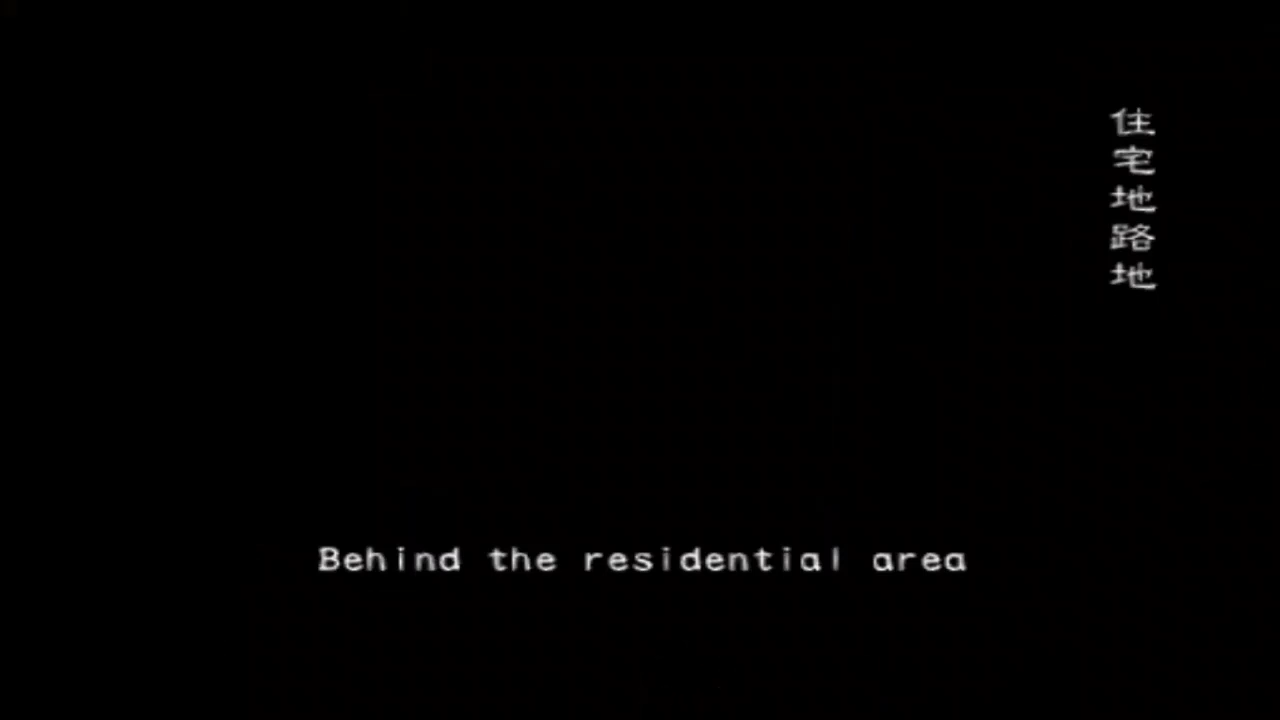 住宅地路地
Behind the residential area